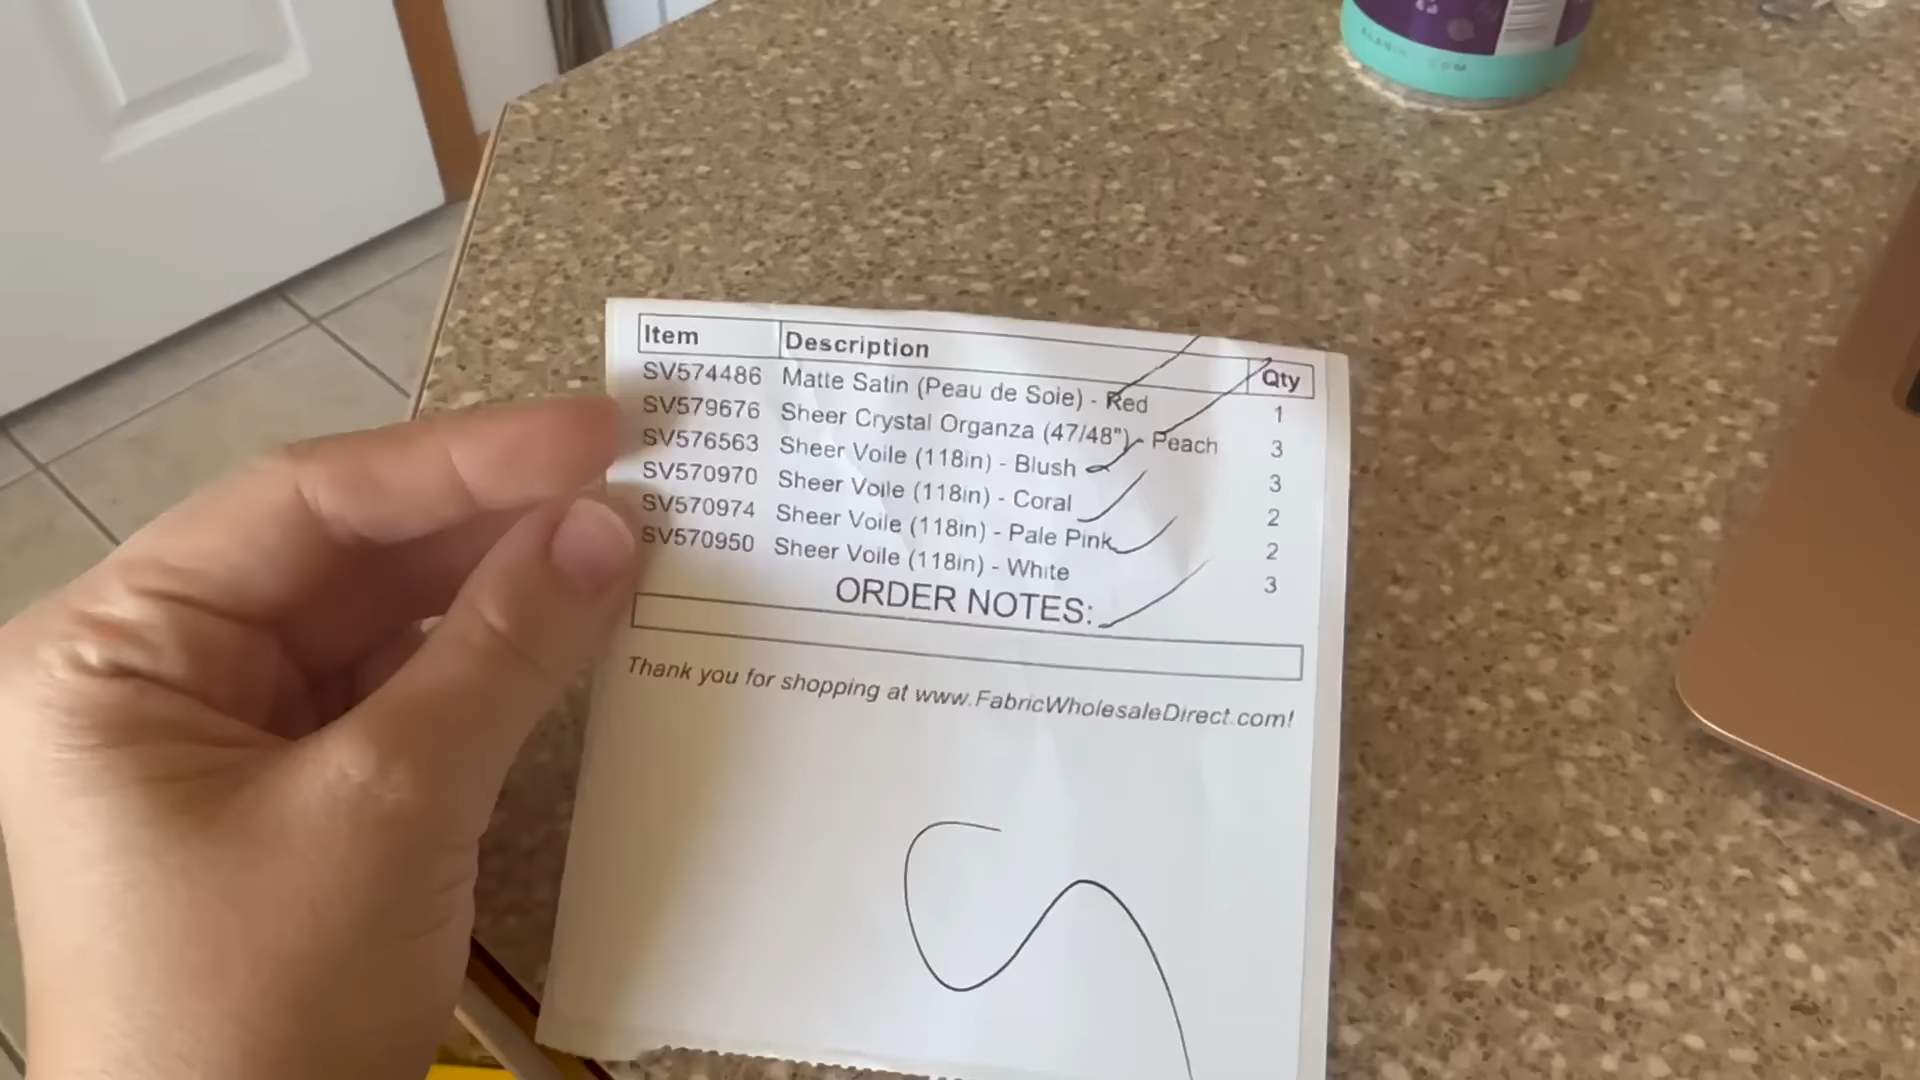 Item Description Qty
SV574486 Matte Satin (Peau de Soie) - Red 1
SV579676 Sheer Crystal Organza (47/48") - Peach 3
SV576563 Sheer Voile (118in) - Blush 3
SV570970 Sheer Voile (118in) - Coral 2
SV570974 Sheer Voile (118in) - Pale Pink 2
SV570950 Sheer Voile (118in) - White 3
ORDER NOTES:
Thank you for shopping at www.FabricWholesaleDirect.com!